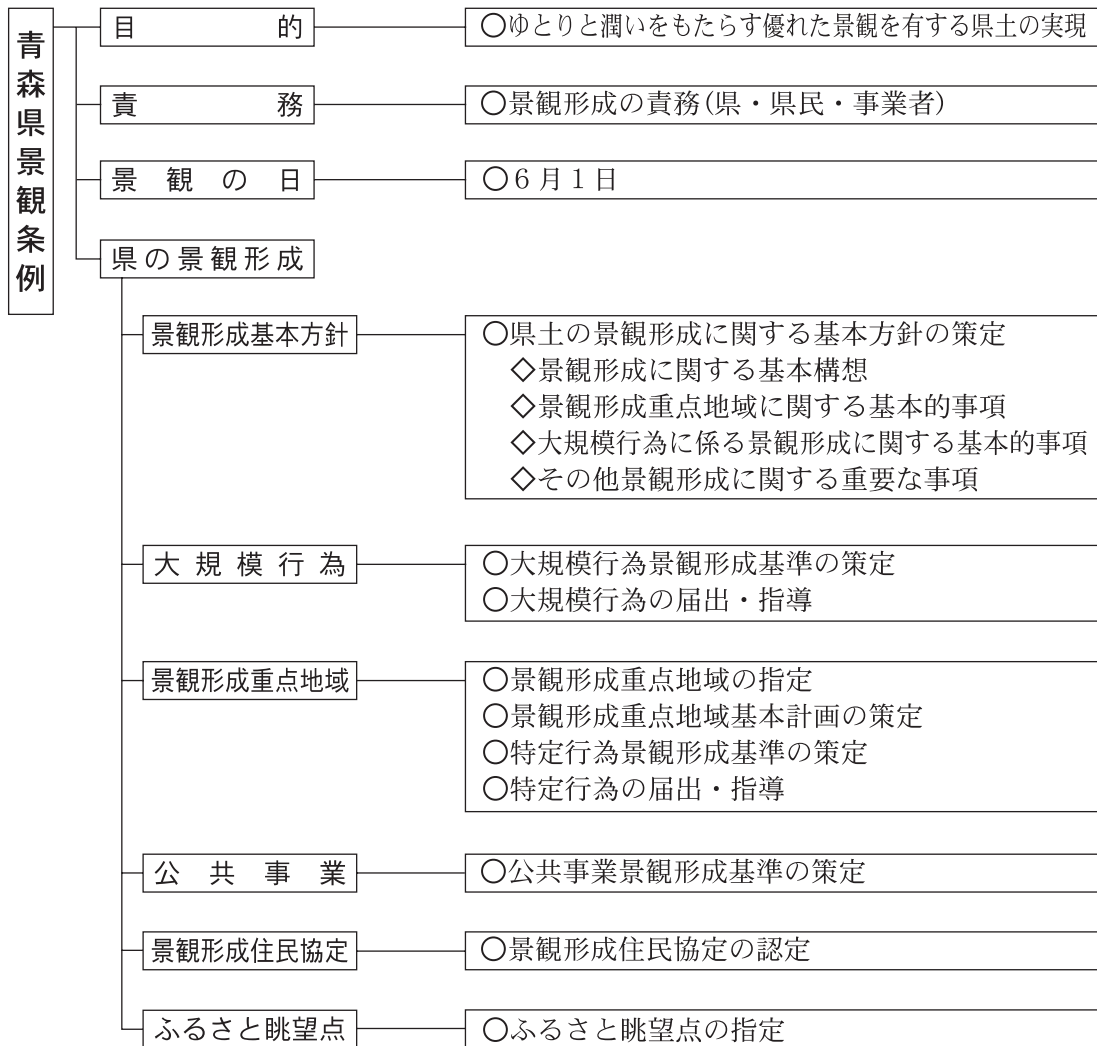 青森県景観条例
目的
○ゆとりと潤いをもたらす優れた景観を有する県土の実現
責務
○景観形成の責務(県・県民・事業者)
景観の日
○6月1日
県の景観形成
景観形成基本方針
○県土の景観形成に関する基本方針の策定
◇景観形成に関する基本構想
◇景観形成重点地域に関する基本的事項
◇大規模行為に係る景観形成に関する基本的事項
◇その他景観形成に関する重要な事項
大規模行為
○大規模行為景観形成基準の策定
○大規模行為の届出・指導
景観形成重点地域
○景観形成重点地域の指定
○景観形成重点地域基本計画の策定
○特定行為景観形成基準の策定
○特定行為の届出・指導
公共事業
○公共事業景観形成基準の策定
景観形成住民協定
○景観形成住民協定の認定
ふるさと眺望点
○ふるさと眺望点の指定